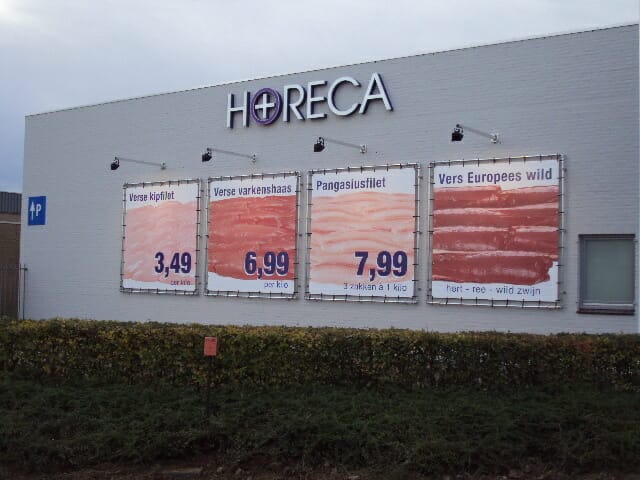 HORECA
P
Verse kipfilet
3,49
per kilo
Verse varkenshaas
6,99
per kilo
Pangasiusfilet
7,99
3 zakken à 1 kilo
Vers Europees wild
hert - ree - wild zwijn